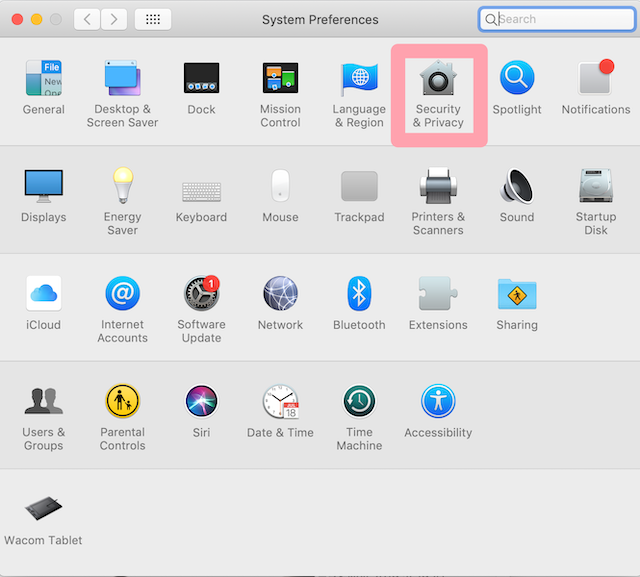 System Preferences
Search
File
New
Ope
General
Desktop &
Screen Saver
Dock
Mission
Control
Language
& Region
Security
& Privacy
Spotlight
Notifications
Displays
Energy
Saver
Keyboard
Mouse
Trackpad
Printers &
Scanners
Sound
Startup
Disk
iCloud
@
Internet
Accounts
1
Software
Update
Network
Bluetooth
Extensions
Sharing
Users &
Groups
Parental
Controls
Siri
JUL
18
Date & Time
Time
Machine
Accessibility
Wacom Tablet